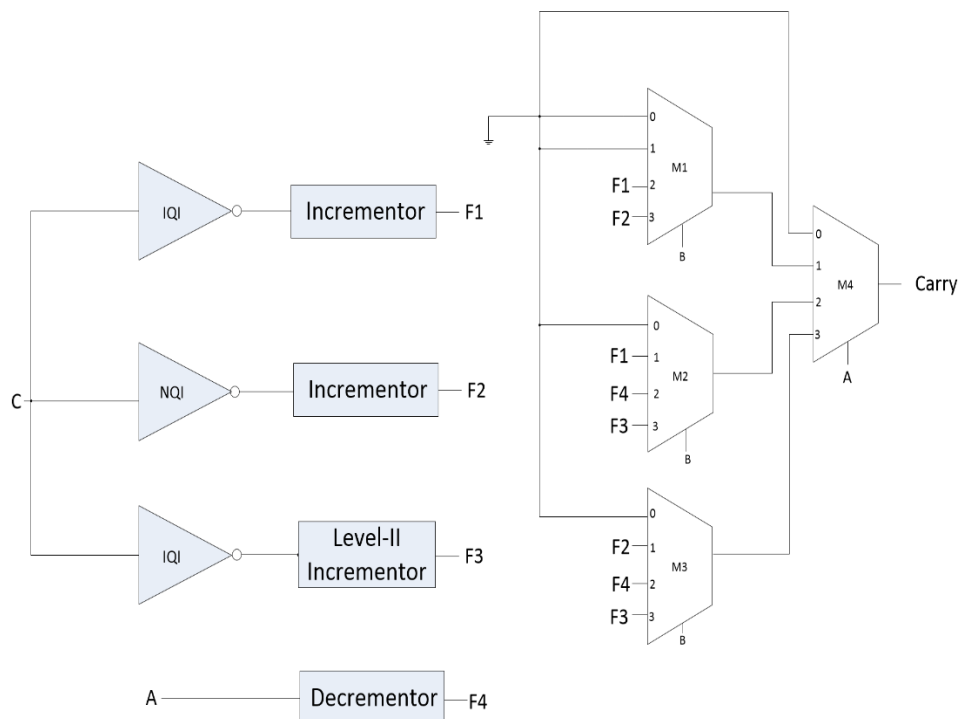 IQI
Incrementor
F1
C
NQI
Incrementor
F2
IQI
Level-II
Incrementor
F3
A
Decrementor
F4
0
1
F1 2
F2 3
M1
B
0
F1 1
F4 2
F3 3
M2
B
0
F2 1
F4 2
F3 3
M3
B
0
1
2
3
M4
A
Carry